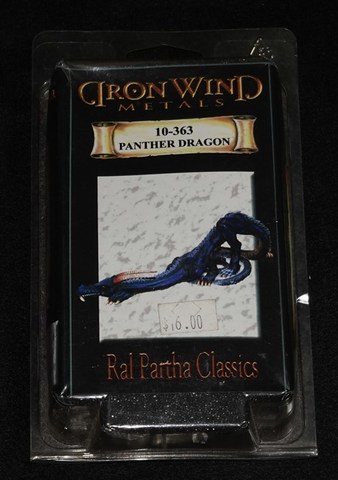 IRON WIND
METALS
10-363
PANTHER DRAGON
$16.00
Ral Partha Classics